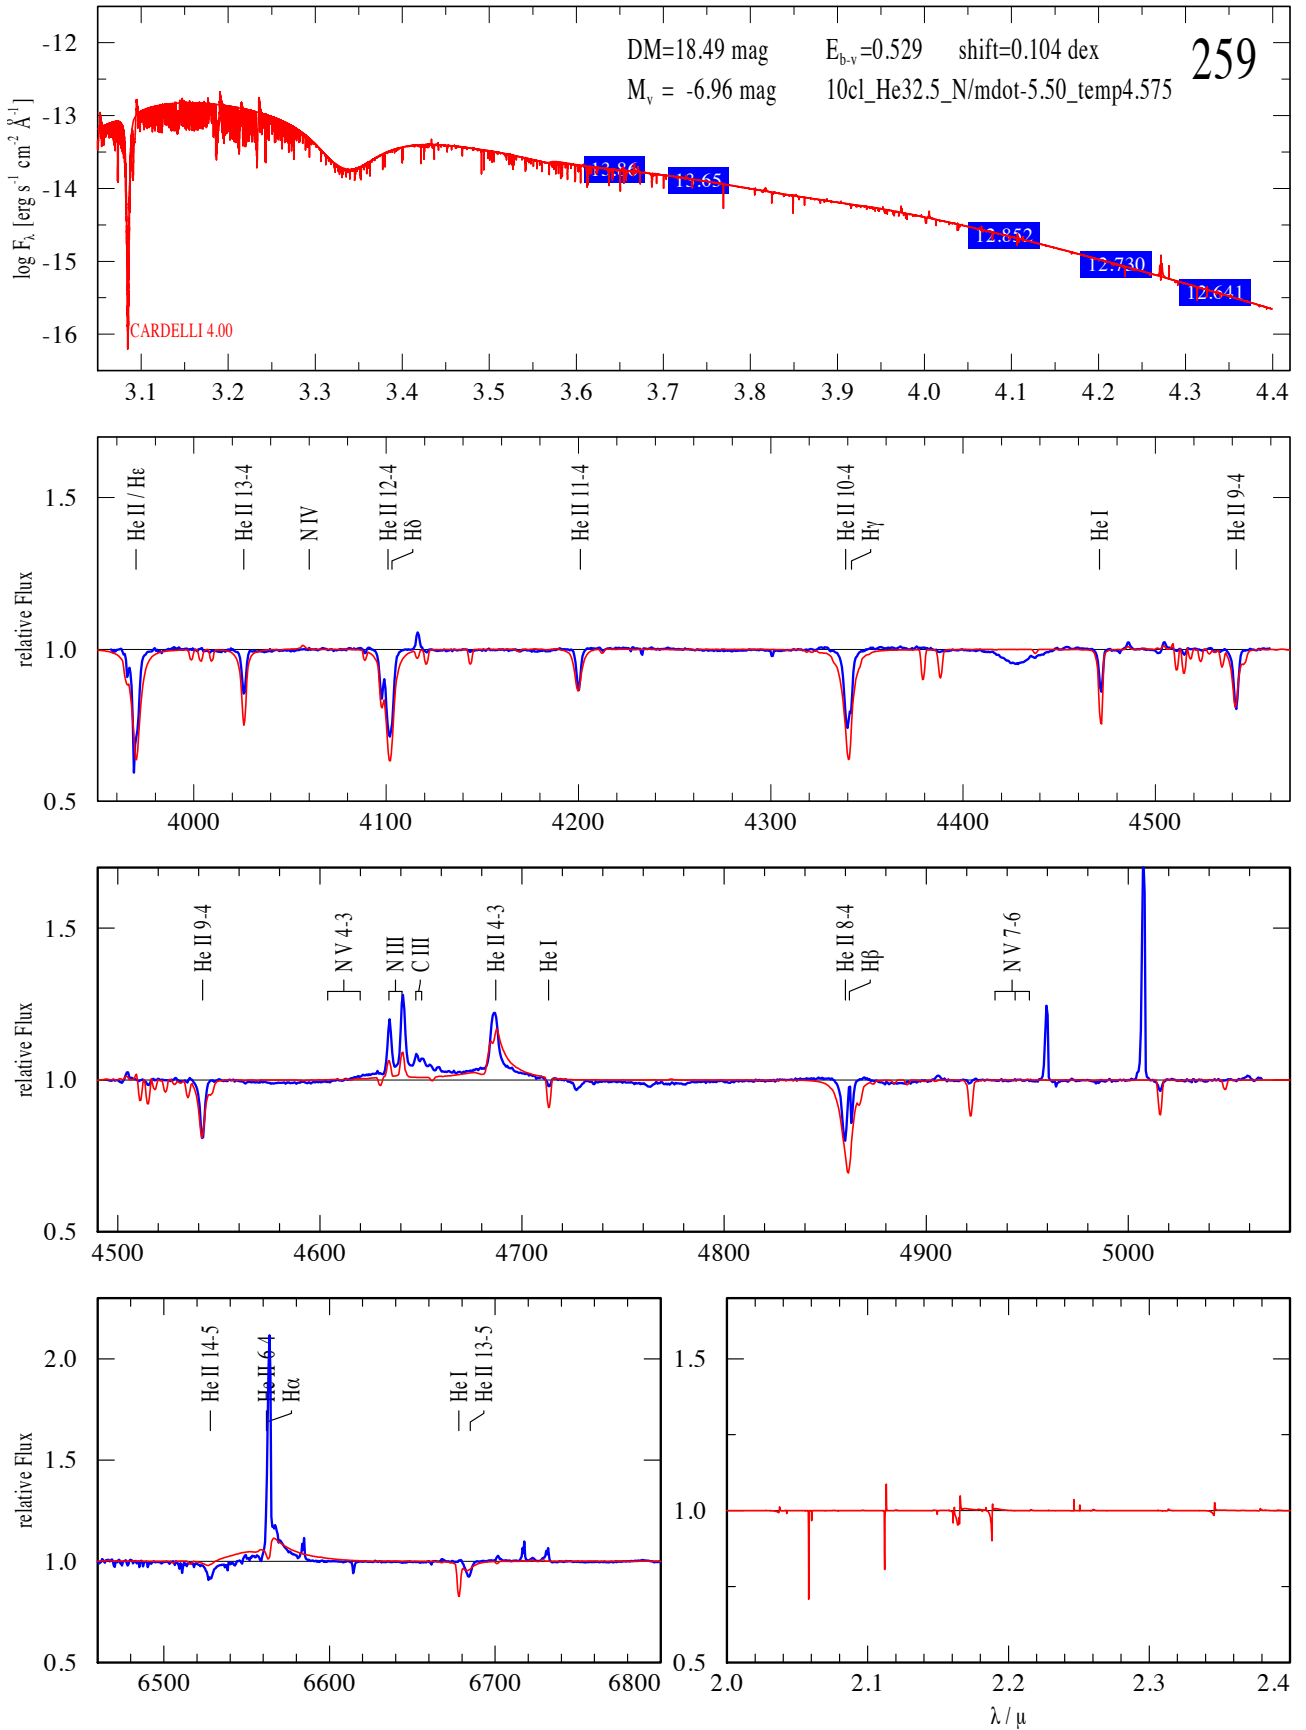 DM=18.49 mag E_b-v=0.529 shift=0.104 dex 259
M_v = -6.96 mag 10cl_He32.5_N/mdot-5.50_temp4.575
log F_λ [erg s⁻¹ cm⁻² Å⁻¹]
-12
-13
-14
-15
-16
13.86
13.65
12.852
12.730
12.641
CARDELLI 4.00
3.1 3.2 3.3 3.4 3.5 3.6 3.7 3.8 3.9 4.0 4.1 4.2 4.3 4.4
relative Flux
1.5
1.0
0.5
He II / Hε
He II 13-4
N IV
He II 12-4
Hδ
He II 11-4
He II 10-4
Hγ
He I
He II 9-4
4000 4100 4200 4300 4400 4500
relative Flux
1.5
1.0
0.5
He II 9-4
N V 4-3
N III
C III
He II 4-3
He I
He II 8-4
Hβ
N V 7-6
4500 4600 4700 4800 4900 5000
relative Flux
2.0
1.5
1.0
0.5
He II 14-5
He II 6-4
Hα
He I
He II 13-5
6500 6600 6700 6800
1.5
1.0
0.5
2.0 2.1 2.2 2.3 2.4
λ / μ